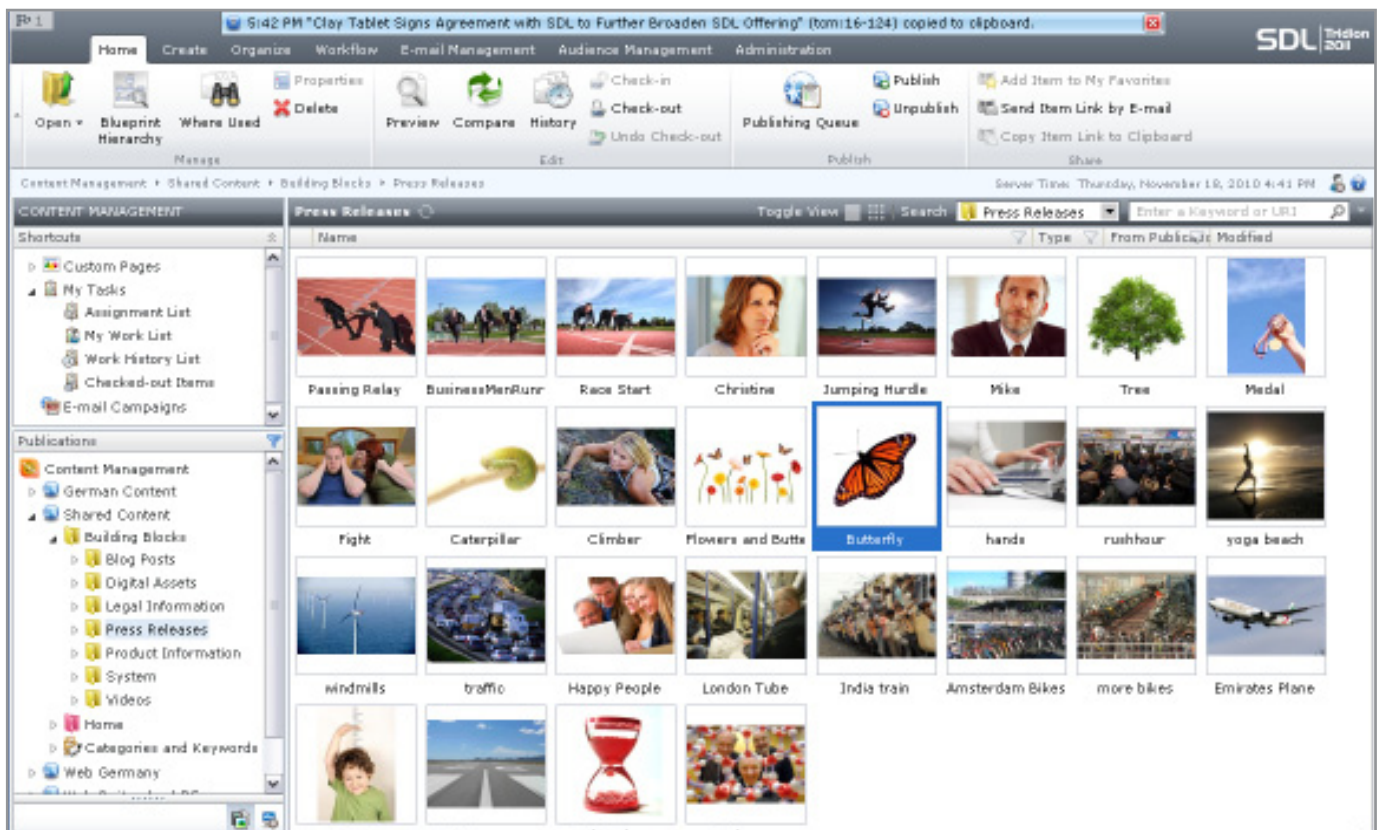 1
5:42 PM "Clay Tablet Signs Agreement with SDL to Further Broaden SDL Offering" (tcm:16-124) copied to clipboard.
SDL Tridion 2011
Home Create Organize Workflow E-mail Management Audience Management Administration
Open
Blueprint Hierarchy
Where Used
Properties
Delete
Manage
Preview
Compare
History
Check-in
Check-out
Undo Check-out
Edit
Publishing Queue
Publish
Unpublish
Publish
Add Item to My Favorites
Send Item Link by E-mail
Copy Item Link to Clipboard
Share
Content Management Shared Content Building Blocks Press Releases
Server Time: Thursday, November 18, 2010 4:41 PM
CONTENT MANAGEMENT
Press Releases
Toggle View
Search
Press Releases
Enter a Keyword or URI
Shortcuts
Name Type From Public Modified
Custom Pages
My Tasks
Assignment List
My Work List
Work History List
Checked-out Items
E-mail Campaigns
Publications
Content Management
German Content
Shared Content
Building Blocks
Blog Posts
Digital Assets
Legal Information
Press Releases
Product Information
System
Videos
Home
Categories and Keywords
Web Germany
Passing Relay BusinessMenRunr Race Start Christine Jumping Hurdle Mike Tree Medal
Fight Caterpillar Climber Flowers and Butte Butterfly hands rushhour yoga beach
windmills traffic Happy People London Tube India train Amsterdam Bikes more bikes Emirates Plane